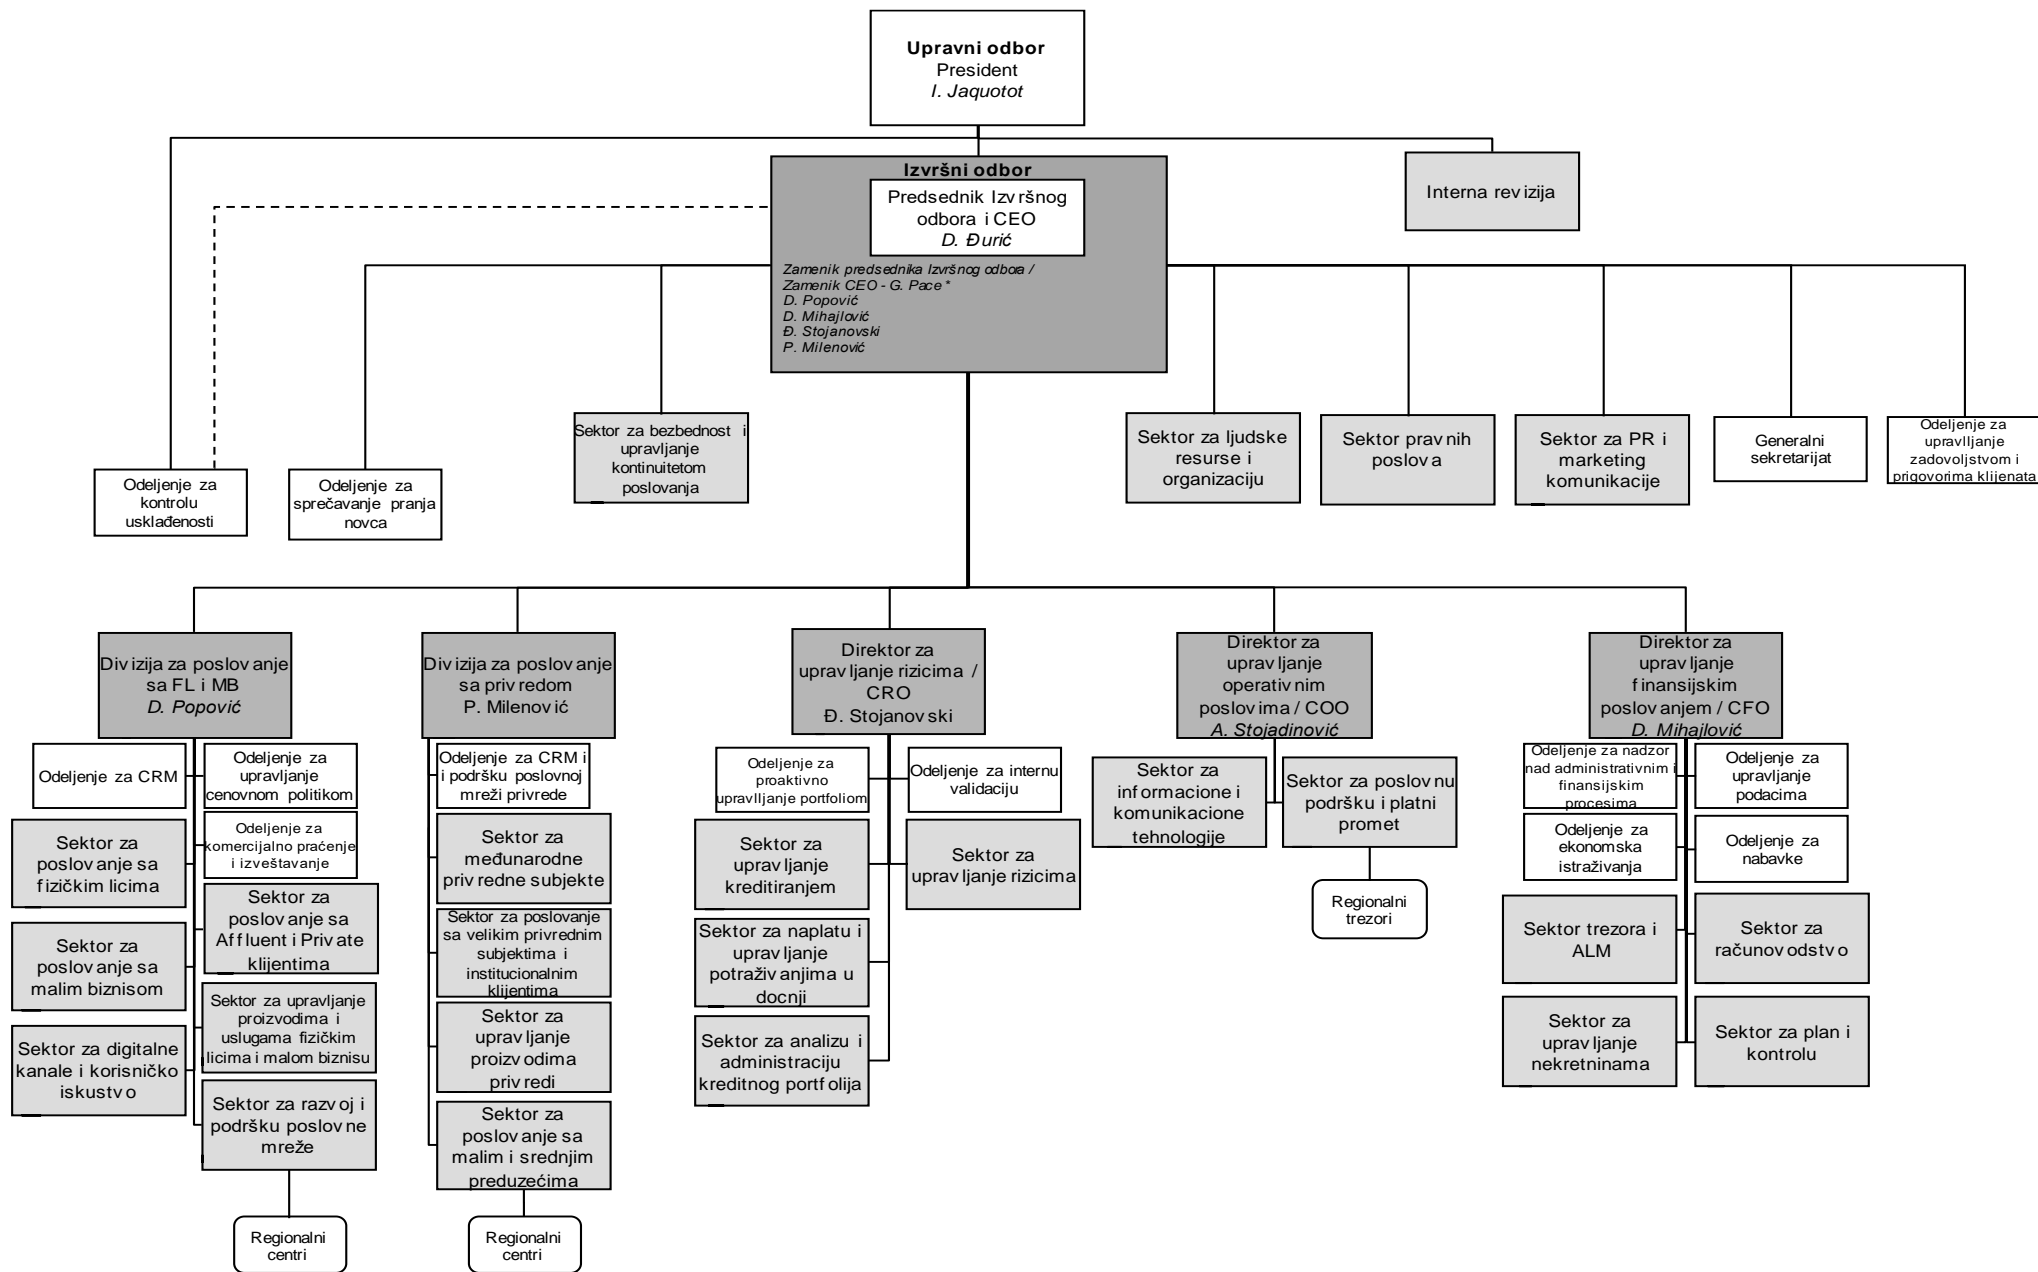 Upravni odbor
President
I. Jaquotot
Izvršni odbor
Predsednik Izvršnog
odbora i CEO
D. Đurić
Zamenik predsednika Izvršnog odbora /
Zamenik CEO - G. Pace *
D. Popović
D. Mihajlović
Đ. Stojanovski
P. Milenović
Interna revizija
Odeljenje za
kontrolu
usklađenosti
Odeljenje za
sprečavanje pranja
novca
Sektor za bezbednost i
upravljanje
kontinuitetom
poslovanja
Sektor za ljudske
resurse i
organizaciju
Sektor pravnih
poslova
Sektor za PR i
marketing
komunikacije
Generalni
sekretarijat
Odeljenje za
upravlljanje
zadovoljstvom i
prigovorima klijenata
Divizija za poslovanje
sa FL i MB
D. Popović
Odeljenje za CRM
Odeljenje za
upravljanje
cenovnom politikom
Sektor za
poslovanje sa
fizičkim licima
Odeljenje za
komercijalno praćenje
i izveštavanje
Sektor za
poslovanje sa
Affluent i Private
klijentima
Sektor za
poslovanje sa
malim biznisom
Sektor za upravljanje
proizvodima i
uslugama fizičkim
licima i malom biznisu
Sektor za digitalne
kanale i korisničko
iskustvo
Sektor za razvoj i
podršku poslovne
mreže
Regionalni
centri
Divizija za poslovanje
sa privredom
P. Milenović
Odeljenje za CRM i
i podršku poslovnoj
mreži privrede
Sektor za
međunarodne
privredne subjekte
Sektor za poslovanje
sa velikim privrednim
subjektima i
institucionalnim
klijentima
Sektor za
upravljanje
proizvodima
privredi
Sektor za
poslovanje sa
malim i srednjim
preduzećima
Regionalni
centri
Direktor za
upravljanje rizicima /
CRO
Đ. Stojanovski
Odeljenje za
proaktivno
upravlljanje portfoliom
Odeljenje za internu
validaciju
Sektor za
upravljanje
kreditiranjem
Sektor za
upravljanje rizicima
Sektor za naplatu i
upravljanje
potraživanjima u
docnji
Sektor za analizu i
administraciju
kreditnog portfolija
Direktor za
upravljanje
operativnim
poslovima / COO
A. Stojadinović
Sektor za
informacione i
komunikacione
tehnologije
Sektor za poslovnu
podršku i platni
promet
Regionalni
trezori
Direktor za
upravljanje
finansijskim
poslovanjem / CFO
D. Mihajlović
Odeljenje za nadzor
nad administrativnim i
finansijskim
procesima
Odeljenje za
upravljanje
podacima
Odeljenje za
ekonomska
istraživanja
Odeljenje za
nabavke
Sektor trezora i
ALM
Sektor za
računovodstvo
Sektor za
upravljanje
nekretninama
Sektor za plan i
kontrolu